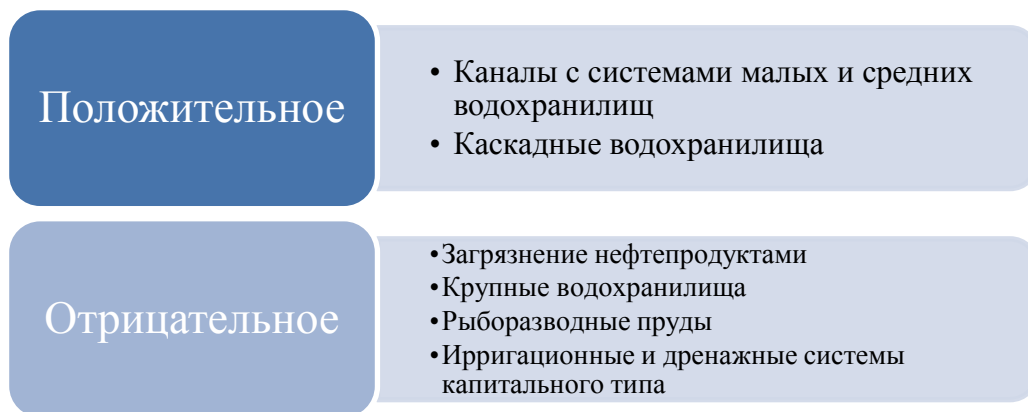 Положительное
• Каналы с системами малых и средних
водохранилищ
• Каскадные водохранилища
Отрицательное
•Загрязнение нефтепродуктами
•Крупные водохранилища
•Рыборазводные пруды
•Ирригационные и дренажные системы
капитального типа